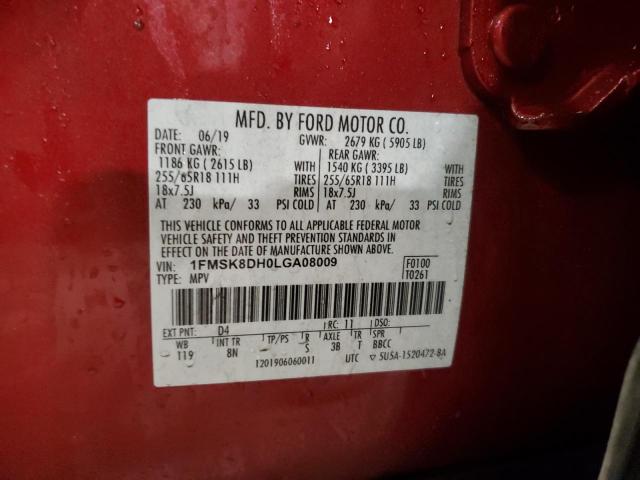 MFD. BY FORD MOTOR CO.
DATE: 06/19 GVWR: 2679 KG ( 5905 LB)
FRONT GAWR: REAR GAWR:
1186 KG ( 2615 LB) WITH 1540 KG ( 3395 LB) WITH
255/65R18 111H TIRES 255/65R18 111H TIRES
18x7.5J RIMS 18x7.5J RIMS
AT 230 kPa/ 33 PSI COLD AT 230 kPa/ 33 PSI COLD
THIS VEHICLE CONFORMS TO ALL APPLICABLE FEDERAL MOTOR
VEHICLE SAFETY AND THEFT PREVENTION STANDARDS IN
EFFECT ON THE DATE OF MANUFACTURE SHOWN ABOVE.
VIN: 1FMSK8DH0LGA08009 F0100
TYPE: MPV T0261
EXT PNT: D4 RC: 11 DSO:
WB INT TR TP/PS R AXLE TR SPR
119 8N S 3B T BBCC
1201906060011 UTC ▽ 5U5A-1520472-BA